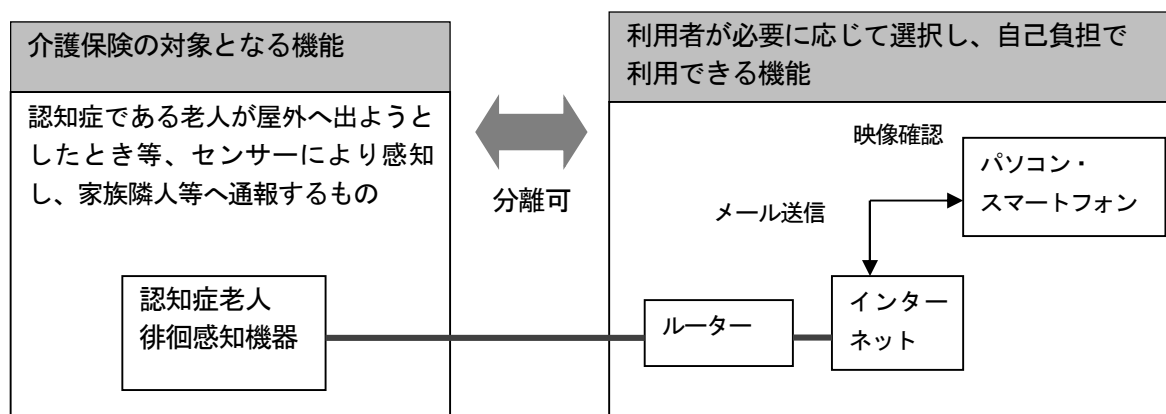 介護保険の対象となる機能
認知症である老人が屋外へ出ようと
したとき等、センサーにより感知
し、家族隣人等へ通報するもの
認知症老人
徘徊感知機器
分離可
利用者が必要に応じて選択し、自己負担で
利用できる機能
映像確認
パソコン・
スマートフォン
メール送信
ルーター
インター
ネット